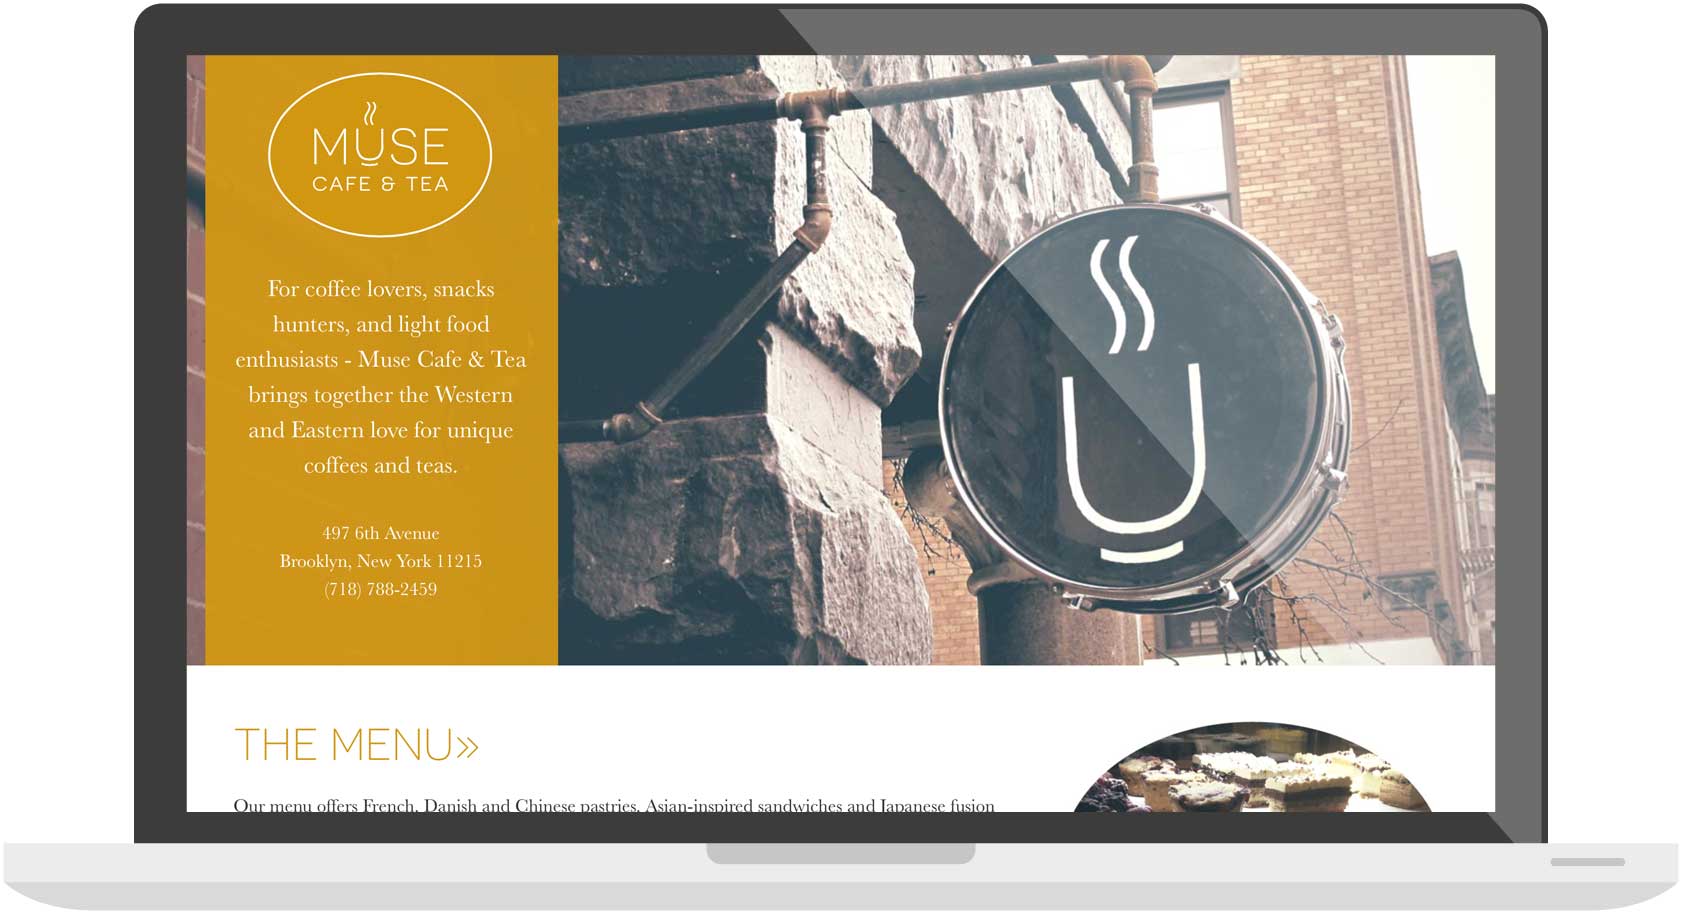 MUSE
CAFE & TEA
For coffee lovers, snacks
hunters, and light food
enthusiasts - Muse Cafe & Tea
brings together the Western
and Eastern love for unique
coffees and teas.
497 6th Avenue
Brooklyn, New York 11215
(718) 788-2459
U
THE MENU»
Our menu offers French, Danish and Chinese pastries, Asian-inspired sandwiches and Japanese fusion